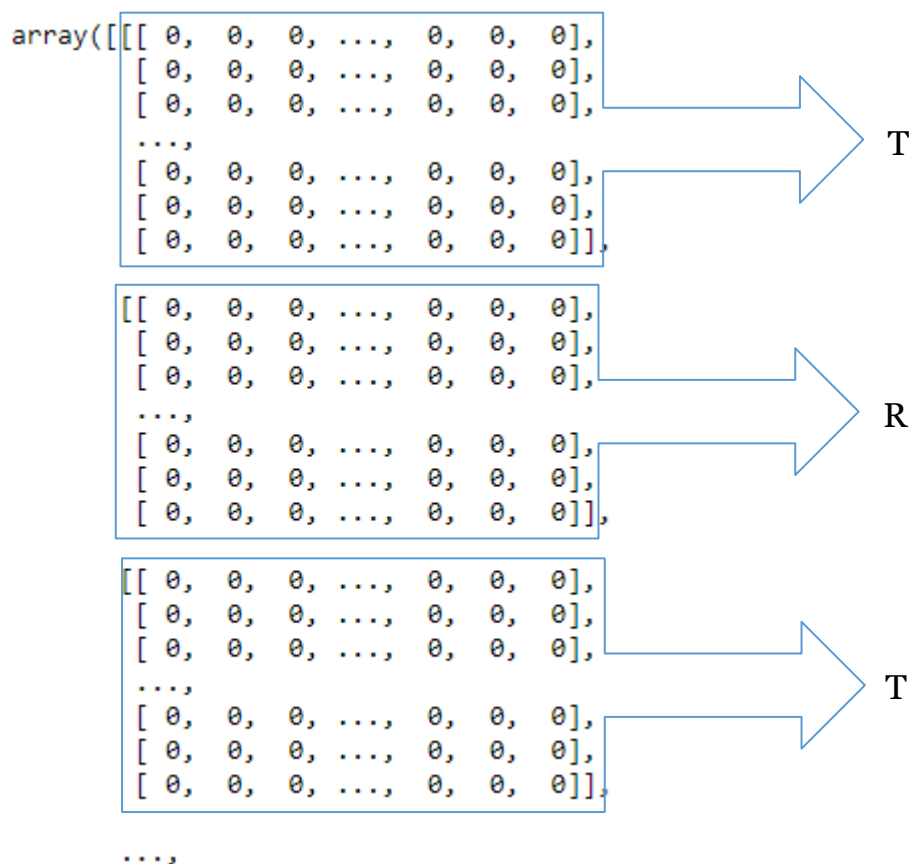 array([[[ 0, 0, 0, ..., 0, 0, 0],
[ 0, 0, 0, ..., 0, 0, 0],
[ 0, 0, 0, ..., 0, 0, 0],
...,
[ 0, 0, 0, ..., 0, 0, 0],
[ 0, 0, 0, ..., 0, 0, 0],
[ 0, 0, 0, ..., 0, 0, 0]],
T
[[ 0, 0, 0, ..., 0, 0, 0],
[ 0, 0, 0, ..., 0, 0, 0],
[ 0, 0, 0, ..., 0, 0, 0],
...,
[ 0, 0, 0, ..., 0, 0, 0],
[ 0, 0, 0, ..., 0, 0, 0],
[ 0, 0, 0, ..., 0, 0, 0]],
R
[[ 0, 0, 0, ..., 0, 0, 0],
[ 0, 0, 0, ..., 0, 0, 0],
[ 0, 0, 0, ..., 0, 0, 0],
...,
[ 0, 0, 0, ..., 0, 0, 0],
[ 0, 0, 0, ..., 0, 0, 0],
[ 0, 0, 0, ..., 0, 0, 0]],
T
...,